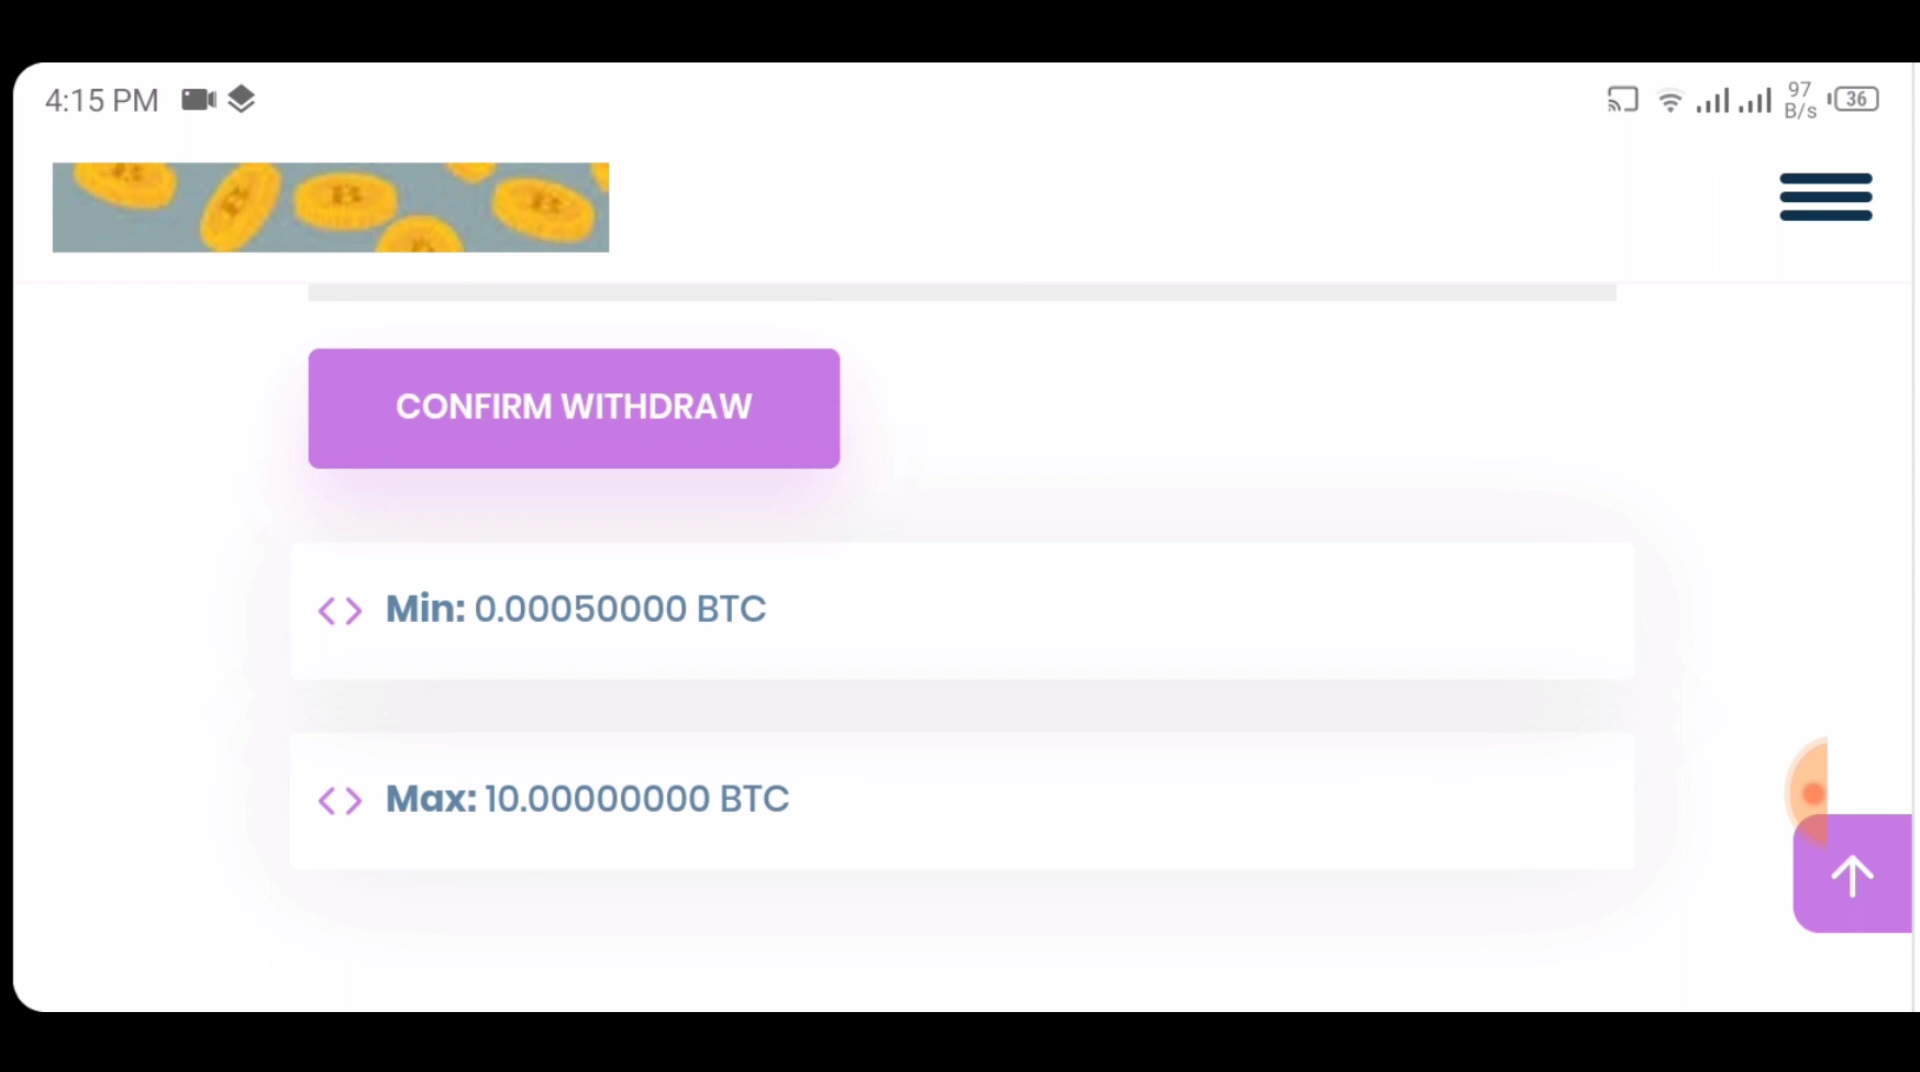 4:15 PM
97
B/s
36
CONFIRM WITHDRAW
Min: 0.00050000 BTC
Max: 10.00000000 BTC